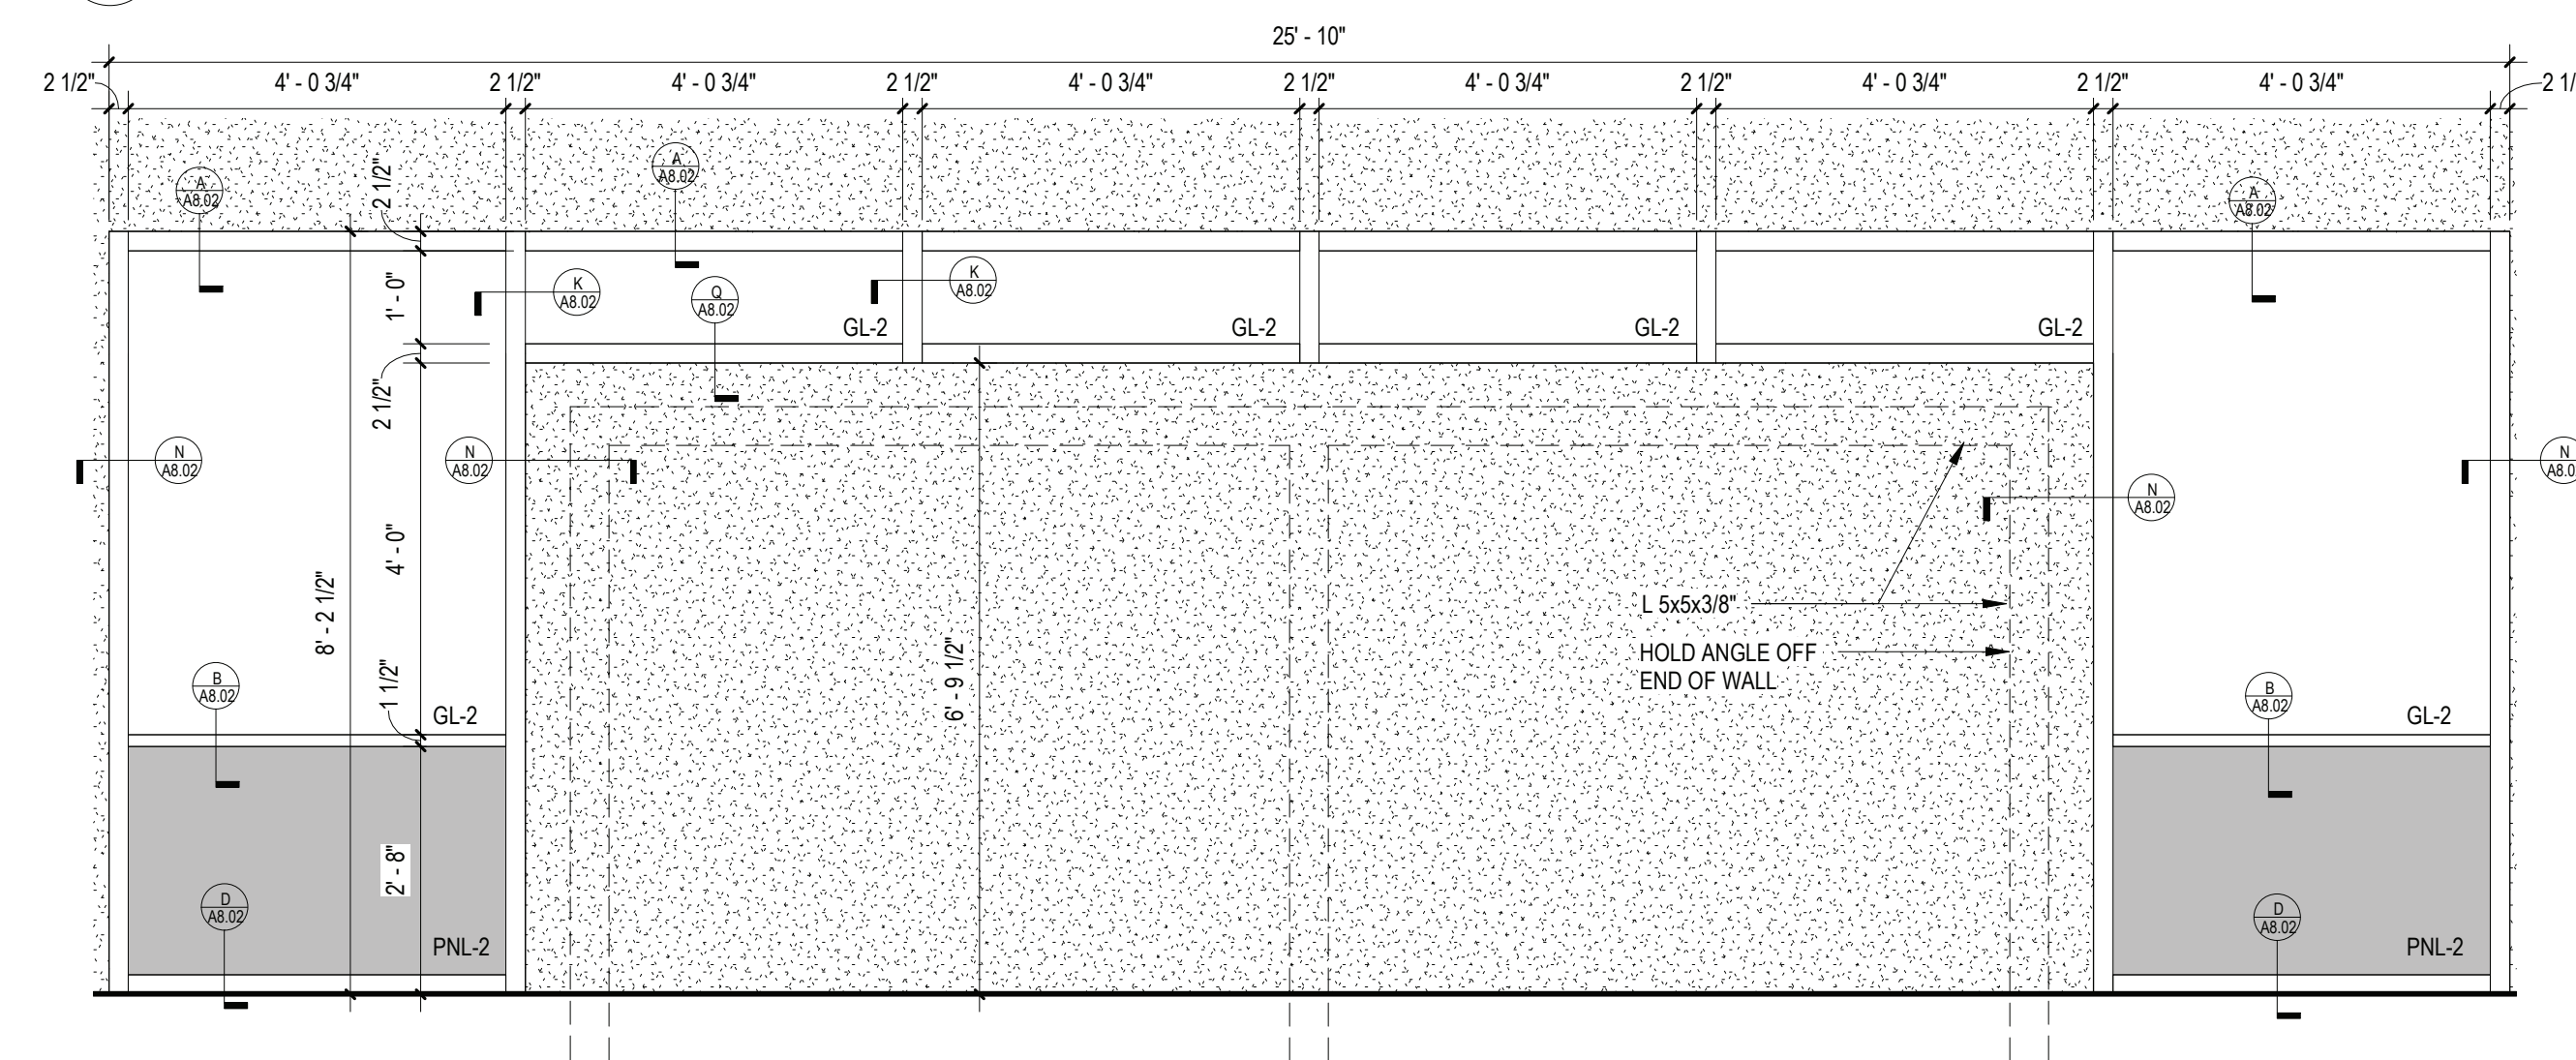 25' - 10"
2 1/2" 4' - 0 3/4" 2 1/2" 4' - 0 3/4" 2 1/2" 4' - 0 3/4" 2 1/2" 4' - 0 3/4" 2 1/2" 4' - 0 3/4" 2 1/2" 4' - 0 3/4" 2 1/
A
A8.02
2 1/2"
A
A8.02
A
A8.02
1' - 0"
K
A8.02
Q
A8.02
K
A8.02
GL-2
GL-2
GL-2
GL-2
2 1/2"
N
A8.02
N
A8.02
N
A8.02
N
A8.0
8' - 2 1/2"
4' - 0"
L 5x5x3/8"
HOLD ANGLE OFF
END OF WALL
6' - 9 1/2"
B
A8.02
1 1/2"
GL-2
B
A8.02
GL-2
2' - 8"
D
A8.02
PNL-2
D
A8.02
PNL-2